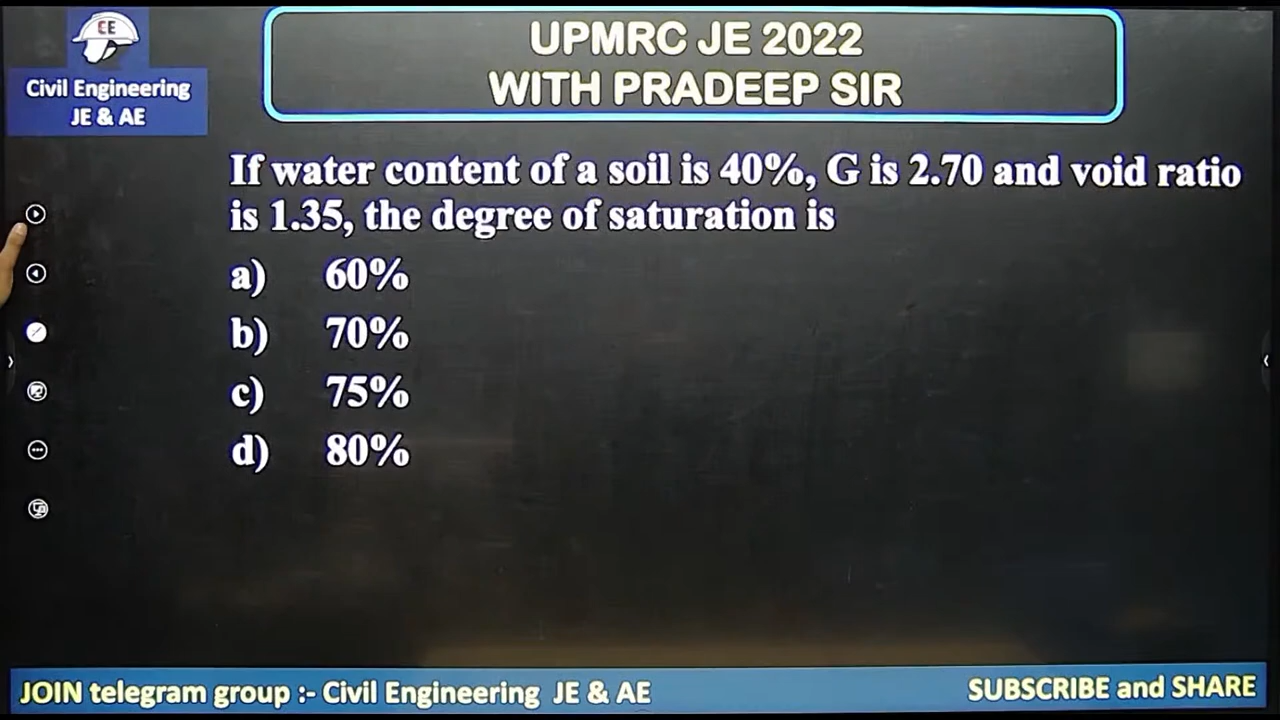 CE
Civil Engineering
JE & AE
UPMRC JE 2022
WITH PRADEEP SIR
If water content of a soil is 40%, G is 2.70 and void ratio
is 1.35, the degree of saturation is
a) 60%
b) 70%
c) 75%
d) 80%
JOIN telegram group :- Civil Engineering JE & AE
SUBSCRIBE and SHARE